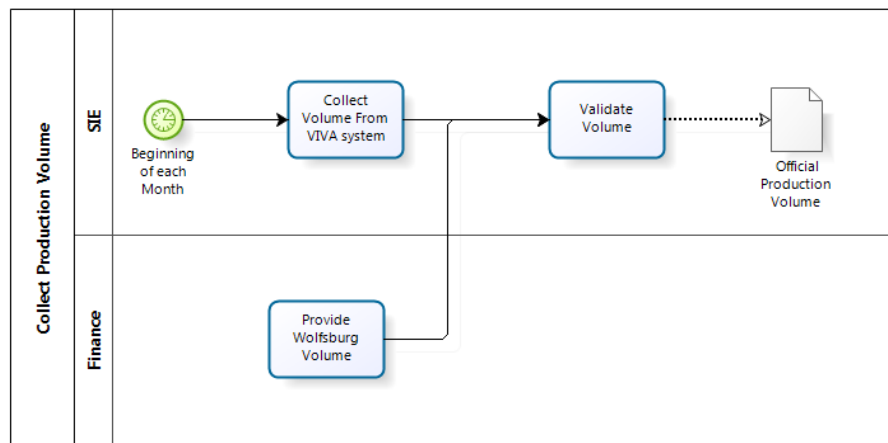 Collect Production Volume
SIE
Beginning
of each
Month
Collect
Volume From
VIVA system
Validate
Volume
Official
Production
Volume
Finance
Provide
Wolfsburg
Volume